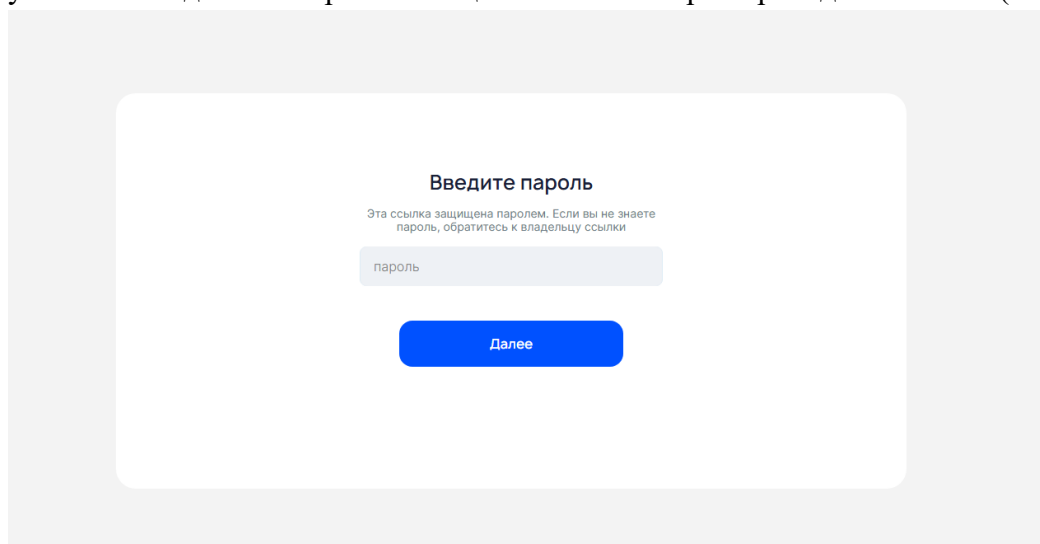 Введите пароль
Эта ссылка защищена паролем. Если вы не знаете
пароль, обратитесь к владельцу ссылки
пароль
Далее